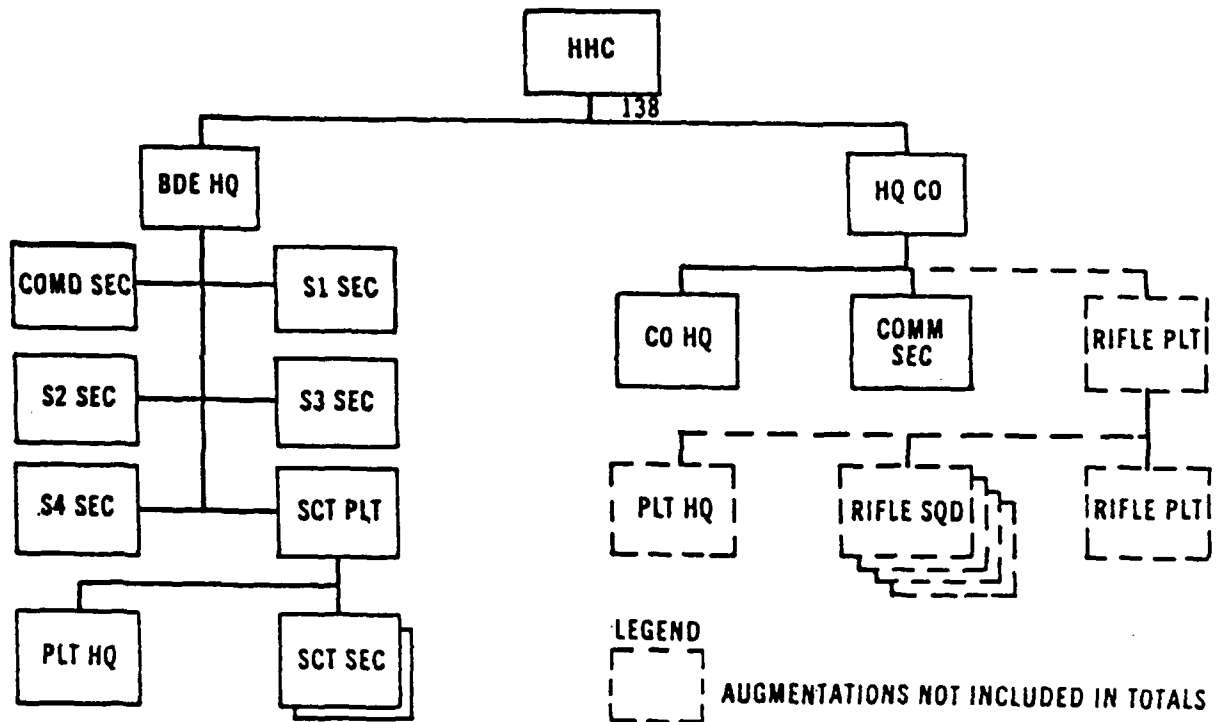 HHC
138
BDE HQ
HQ CO
COMD SEC
S1 SEC
CO HQ
COMM
SEC
RIFLE PLT
S2 SEC
S3 SEC
S4 SEC
SCT PLT
PLT HQ
RIFLE SQD
RIFLE PLT
PLT HQ
SCT SEC
LEGEND
AUGMENTATIONS NOT INCLUDED IN TOTALS